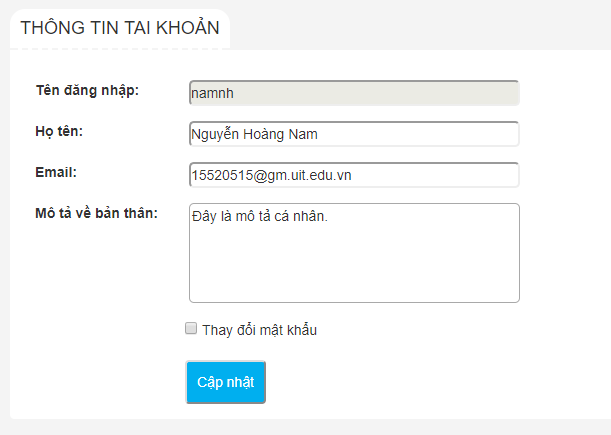 THÔNG TIN TAI KHOẢN
Tên đăng nhập: namnh
Họ tên: Nguyễn Hoàng Nam
Email: 15520515@gm.uit.edu.vn
Mô tả về bản thân: Đây là mô tả cá nhân.
Thay đổi mật khẩu
Cập nhật